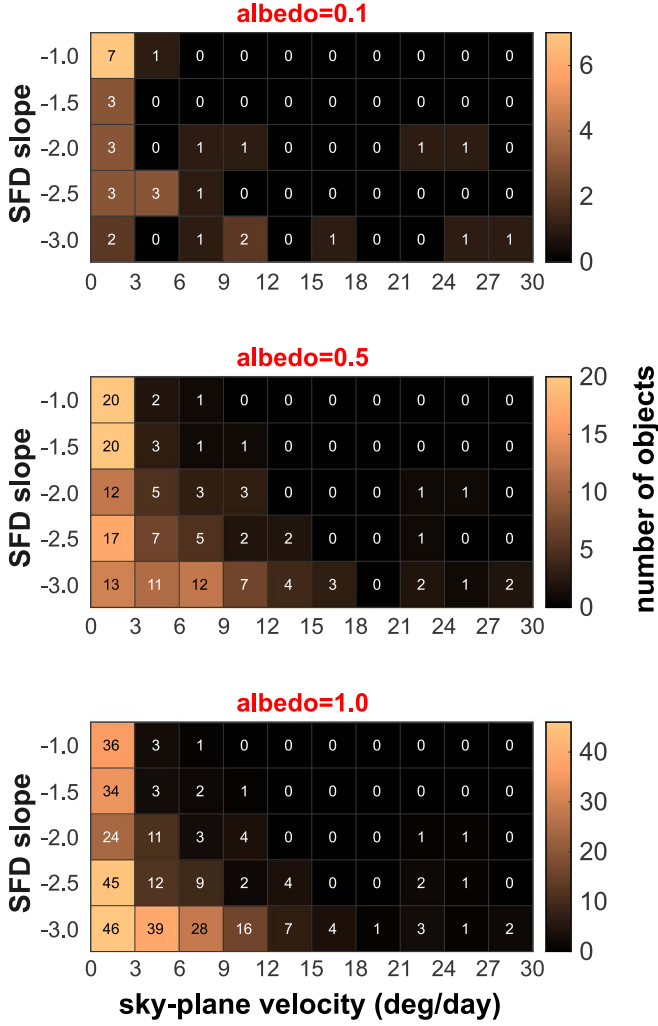 albedo=0.1
-1.0 7 1 0 0 0 0 0 0 0 0
-1.5 3 0 0 0 0 0 0 0 0 0
-2.0 3 0 1 1 0 0 0 1 1 0
-2.5 3 3 1 0 0 0 0 0 0 0
-3.0 2 0 1 2 0 1 0 0 1 1
0 3 6 9 12 15 18 21 24 27 30
SFD slope
6
4
2
0
albedo=0.5
-1.0 20 2 1 0 0 0 0 0 0 0
-1.5 20 3 1 1 0 0 0 0 0 0
-2.0 12 5 3 3 0 0 0 1 1 0
-2.5 17 7 5 2 2 0 0 1 0 0
-3.0 13 11 12 7 4 3 0 2 1 2
0 3 6 9 12 15 18 21 24 27 30
SFD slope
20
15
10
5
0
number of objects
albedo=1.0
-1.0 36 3 1 0 0 0 0 0 0 0
-1.5 34 3 2 1 0 0 0 0 0 0
-2.0 24 11 3 4 0 0 0 1 1 0
-2.5 45 12 9 2 4 0 0 2 1 0
-3.0 46 39 28 16 7 4 1 3 1 2
0 3 6 9 12 15 18 21 24 27 30
SFD slope
40
30
20
10
0
sky-plane velocity (deg/day)